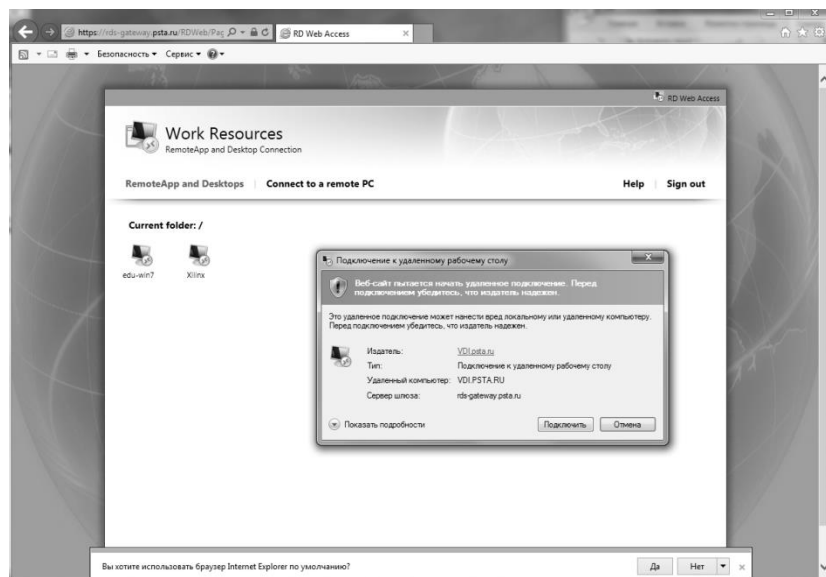 https://rds-gateway.psta.ru/RDWeb/Pag
RD Web Access
Безопасность
Сервис
RD Web Access
Work Resources
RemoteApp and Desktop Connection
RemoteApp and Desktops
Connect to a remote PC
Help
Sign out
Current folder: /
edu-win7
Xilinx
Подключение к удаленному рабочему столу
Веб-сайт пытается начать удаленное подключение. Перед
подключением убедитесь, что издатель надежен.
Это удаленное подключение может нанести вред локальному или удаленному компьютеру.
Перед подключением убедитесь, что издатель надежен.
Издатель: VDI.psta.ru
Тип: Подключение к удаленному рабочему столу
Удаленный компьютер: VDI.PSTA.RU
Сервер шлюза: rds-gateway.psta.ru
Показать подробности
Подключить
Отмена
Вы хотите использовать браузер Internet Explorer по умолчанию?
Да
Нет